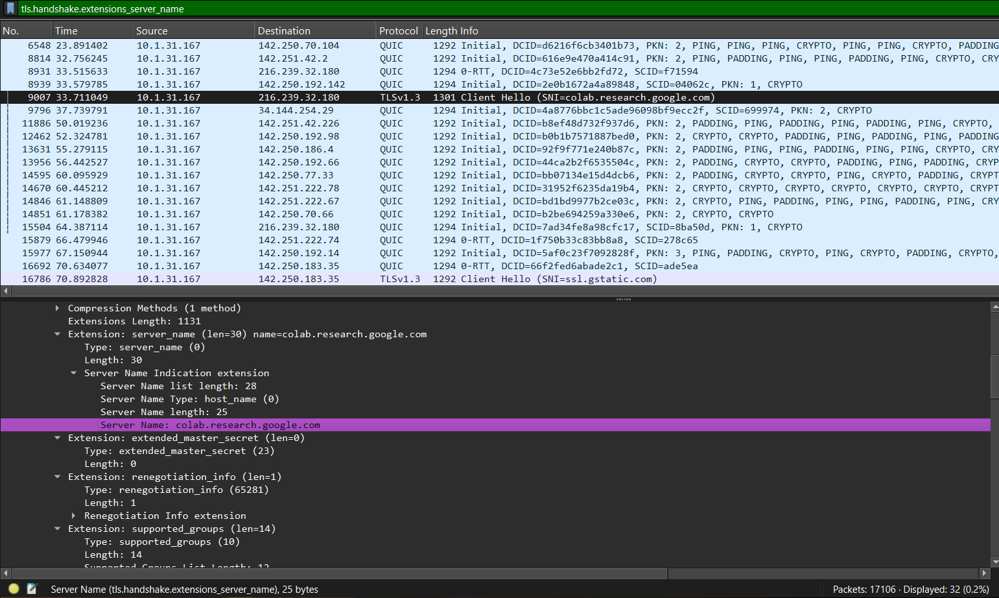 tls.handshake.extensions_server_name
No. Time Source Destination Protocol Length Info
6548 23.891402 10.1.31.167 142.250.70.104 QUIC 1292 Initial, DCID=d6216f6cb3401b73, PKN: 2, PING, PING, PING, CRYPTO, PING, PING, CRYPTO, PADDING
8814 32.756245 10.1.31.167 142.251.42.2 QUIC 1292 Initial, DCID=616e9e470a414c91, PKN: 2, PING, PADDING, PING, PING, PADDING, PING, CRYPTO, CRY
8931 33.515633 10.1.31.167 216.239.32.180 QUIC 1294 0-RTT, DCID=4c73e52e6bb2fd72, SCID=f71594
8939 33.579785 10.1.31.167 142.250.192.142 QUIC 1294 Initial, DCID=2e0b1672a4a89848, SCID=04062c, PKN: 1, CRYPTO
9007 33.711049 10.1.31.167 216.239.32.180 TLSv1.3 1301 Client Hello (SNI=colab.research.google.com)
9796 37.739791 10.1.31.167 34.144.254.29 QUIC 1294 Initial, DCID=4a8776bbc1c5ade96098bf9ecc2f, SCID=699974, PKN: 2, CRYPTO
11886 50.019236 10.1.31.167 142.251.42.226 QUIC 1292 Initial, DCID=b8ef48d732f937d6, PKN: 2, PADDING, PING, PADDING, PING, PADDING, PING, CRYPTO,
12462 52.324781 10.1.31.167 142.250.192.98 QUIC 1292 Initial, DCID=b0b1b7571887bed0, PKN: 2, CRYPTO, CRYPTO, PADDING, PING, PADDING, PING, PADDING
13631 55.279115 10.1.31.167 142.250.186.4 QUIC 1292 Initial, DCID=92f9f771e240b87c, PKN: 2, PADDING, PING, PING, PADDING, PING, PING, CRYPTO, CRY
13956 56.442527 10.1.31.167 142.250.192.66 QUIC 1292 Initial, DCID=44ca2b2f6535504c, PKN: 2, PADDING, CRYPTO, CRYPTO, PADDING, PING, PADDING, CRYP
14595 60.095929 10.1.31.167 142.250.77.33 QUIC 1292 Initial, DCID=bb07134e15d4dcb6, PKN: 2, PADDING, CRYPTO, CRYPTO, PING, CRYPTO, PADDING, CRYPT
14670 60.445212 10.1.31.167 142.251.222.78 QUIC 1292 Initial, DCID=31952f6235da19b4, PKN: 2, CRYPTO, CRYPTO, CRYPTO, CRYPTO, CRYPTO, CRYPTO, CRYPT
14846 61.148809 10.1.31.167 142.251.222.67 QUIC 1292 Initial, DCID=bd1bd9977b2ce03c, PKN: 2, CRYPTO, PING, PADDING, PING, PING, PADDING, PING, CRY
14851 61.178382 10.1.31.167 142.250.70.66 QUIC 1292 Initial, DCID=b2be694259a330e6, PKN: 2, CRYPTO, CRYPTO
15504 64.387114 10.1.31.167 216.239.32.180 QUIC 1294 Initial, DCID=7ad34fe8a98cfc17, SCID=8ba50d, PKN: 1, CRYPTO
15879 66.479946 10.1.31.167 142.251.222.74 QUIC 1294 0-RTT, DCID=1f750b33c83bb8a8, SCID=278c65
15977 67.150944 10.1.31.167 142.250.192.14 QUIC 1292 Initial, DCID=5af0c23f7092828f, PKN: 3, PING, PADDING, CRYPTO, PING, CRYPTO, PADDING, CRYPTO,
16692 70.634077 10.1.31.167 142.250.183.35 QUIC 1294 0-RTT, DCID=66f2fed6abade2c1, SCID=ade5ea
16786 70.892828 10.1.31.167 142.250.183.35 TLSv1.3 1292 Client Hello (SNI=ssl.gstatic.com)
Compression Methods (1 method)
Extensions Length: 1131
Extension: server_name (len=30) name=colab.research.google.com
Type: server_name (0)
Length: 30
Server Name Indication extension
Server Name list length: 28
Server Name Type: host_name (0)
Server Name length: 25
Server Name: colab.research.google.com
Extension: extended_master_secret (len=0)
Type: extended_master_secret (23)
Length: 0
Extension: renegotiation_info (len=1)
Type: renegotiation_info (65281)
Length: 1
Renegotiation Info extension
Extension: supported_groups (len=14)
Type: supported_groups (10)
Length: 14
Supported Groups List Length: 12
Server Name (tls.handshake.extensions_server_name), 25 bytes
Packets: 17106 · Displayed: 32 (0.2%)